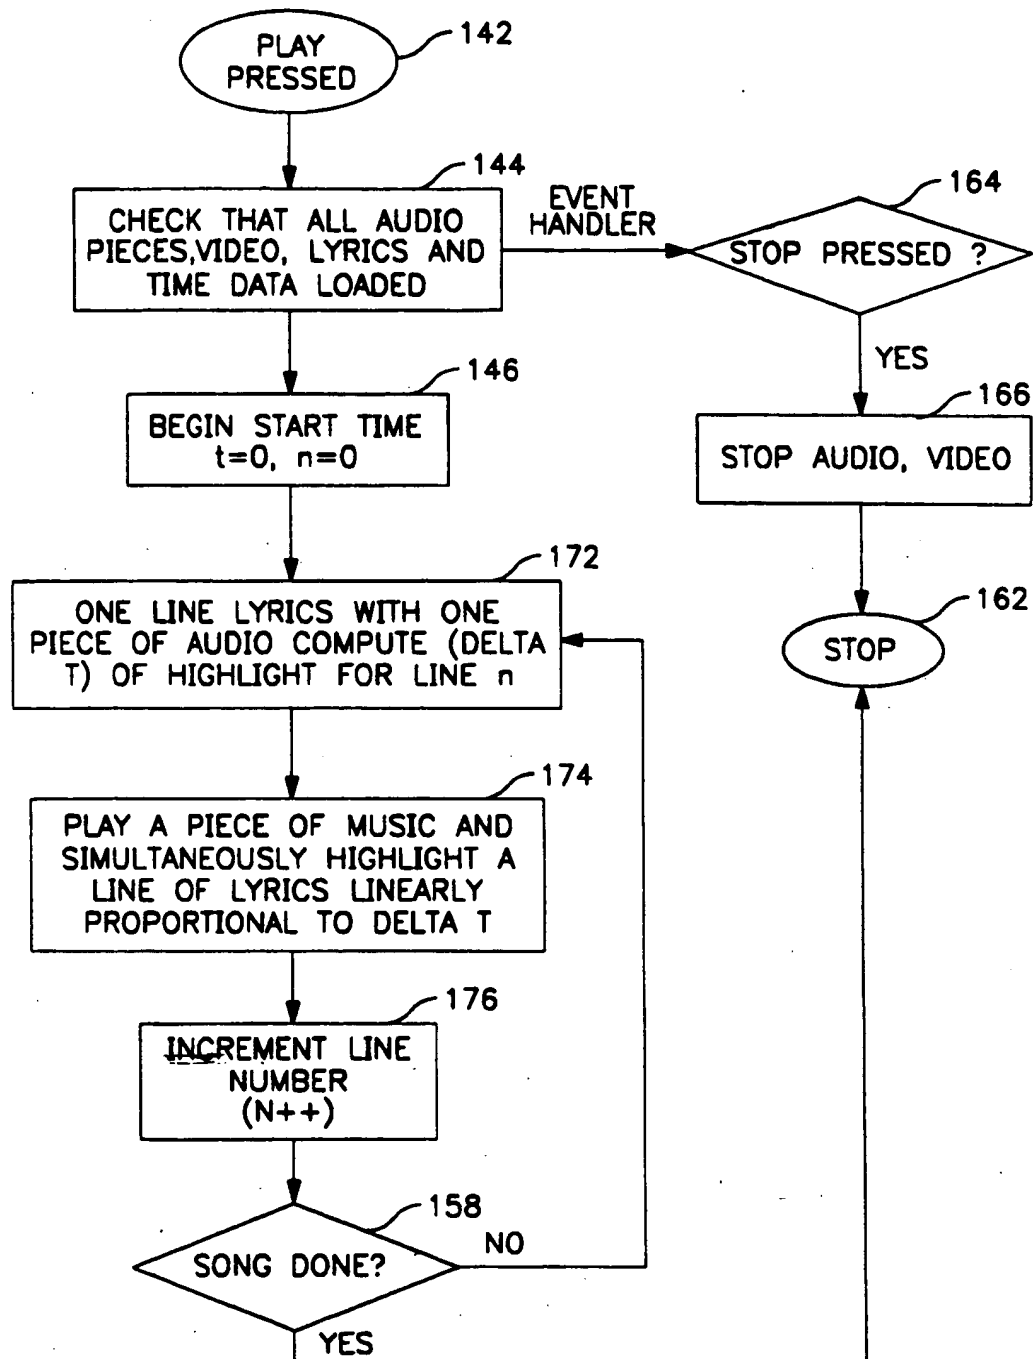 PLAY
PRESSED
142
144
CHECK THAT ALL AUDIO
PIECES,VIDEO, LYRICS AND
TIME DATA LOADED
EVENT
HANDLER
164
STOP PRESSED ?
YES
146
BEGIN START TIME
t=0, n=0
166
STOP AUDIO, VIDEO
172
ONE LINE LYRICS WITH ONE
PIECE OF AUDIO COMPUTE (DELTA
T) OF HIGHLIGHT FOR LINE n
162
STOP
174
PLAY A PIECE OF MUSIC AND
SIMULTANEOUSLY HIGHLIGHT A
LINE OF LYRICS LINEARLY
PROPORTIONAL TO DELTA T
176
INCREMENT LINE
NUMBER
(N++)
158
SONG DONE?
NO
YES